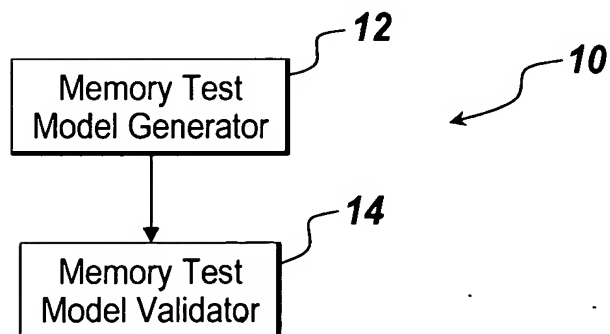 12
10
Memory Test
Model Generator
14
Memory Test
Model Validator